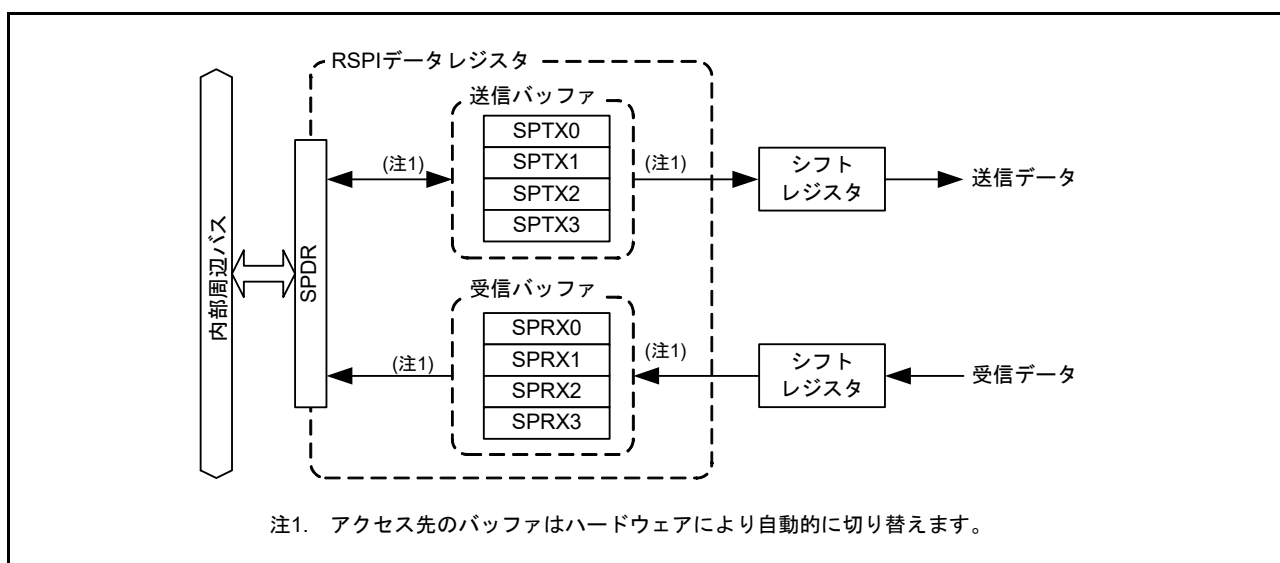 RSPIデータレジスタ
送信バッファ
SPTX0
SPTX1
SPTX2
SPTX3
(注1)
(注1)
シフト
レジスタ
送信データ
内部周辺バス
SPDR
受信バッファ
SPRX0
SPRX1
SPRX2
SPRX3
(注1)
(注1)
シフト
レジスタ
受信データ
注1. アクセス先のバッファはハードウェアにより自動的に切り替えます。